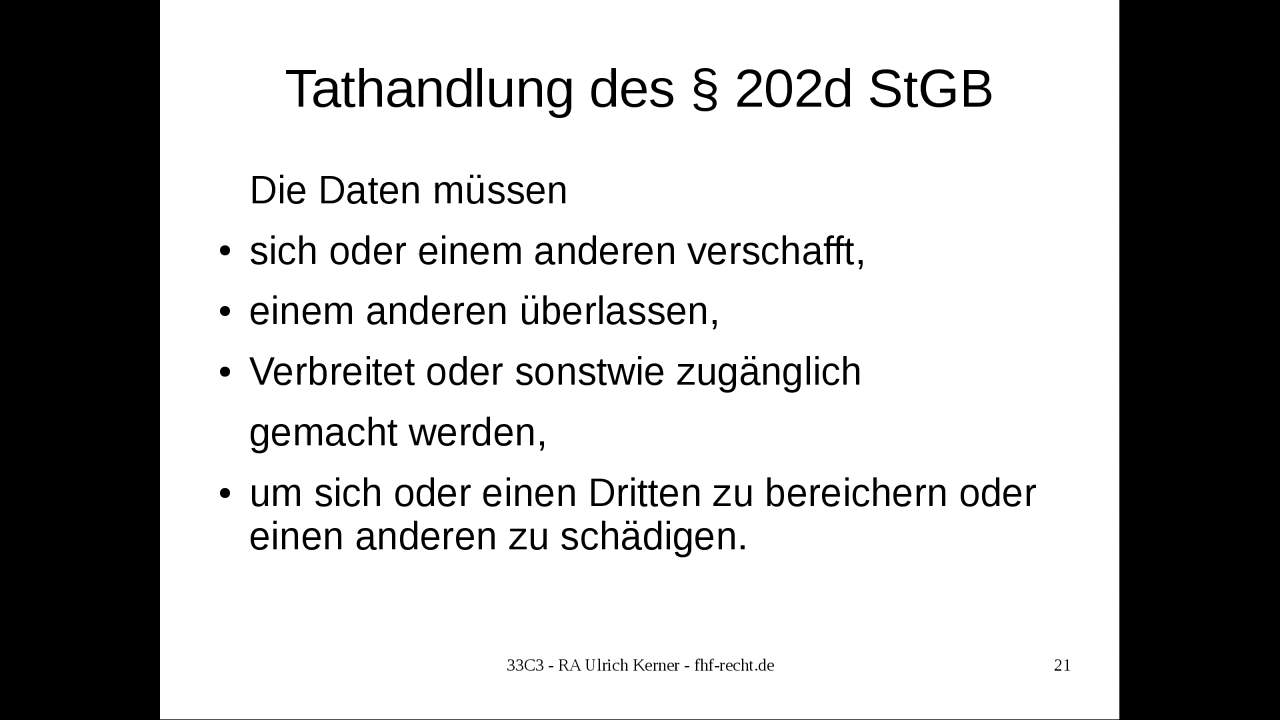 Tathandlung des § 202d StGB
Die Daten müssen
• sich oder einem anderen verschafft,
• einem anderen überlassen,
• Verbreitet oder sonstwie zugänglich
gemacht werden,
• um sich oder einen Dritten zu bereichern oder
einen anderen zu schädigen.
33C3 - RA Ulrich Kerner - fhf-recht.de
21